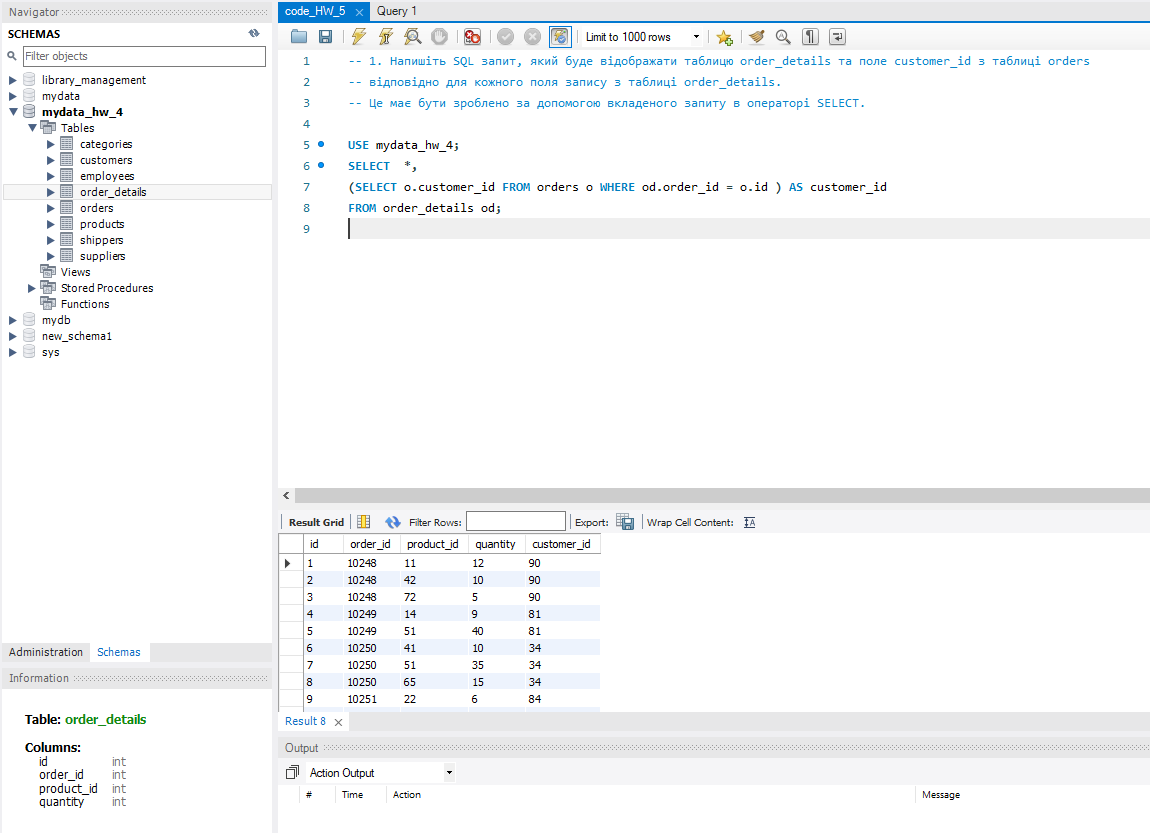 Navigator
SCHEMAS
Filter objects
library_management
mydata
mydata_hw_4
Tables
categories
customers
employees
order_details
orders
products
shippers
suppliers
Views
Stored Procedures
Functions
mydb
new_schema1
sys
Administration Schemas
Information
Table: order_details
Columns:
id int
order_id int
product_id int
quantity int
code_HW_5 Query 1
Limit to 1000 rows
1 -- 1. Напишіть SQL запит, який буде відображати таблицю order_details та поле customer_id з таблиці orders
2 -- відповідно для кожного поля запису з таблиці order_details.
3 -- Це має бути зроблено за допомогою вкладеного запиту в операторі SELECT.
4
5 USE mydata_hw_4;
6 SELECT *,
7 (SELECT o.customer_id FROM orders o WHERE od.order_id = o.id ) AS customer_id
8 FROM order_details od;
9
Result Grid Filter Rows: Export: Wrap Cell Content:
id order_id product_id quantity customer_id
1 10248 11 12 90
2 10248 42 10 90
3 10248 72 5 90
4 10249 14 9 81
5 10249 51 40 81
6 10250 41 10 34
7 10250 51 35 34
8 10250 65 15 34
9 10251 22 6 84
Result 8
Output
Action Output
# Time Action Message